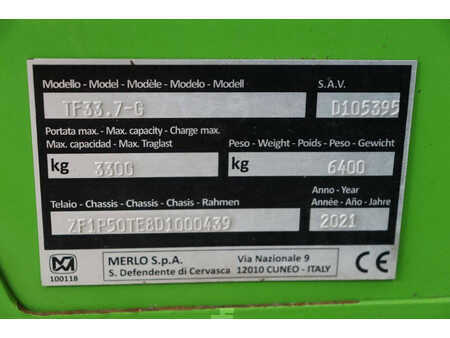 Modello - Model - Modèle - Modelo - Modell
S.A.V.
TF33.7-G
D105395
Portata max. - Max. capacity - Charge max.
Max. capacidad - Max. Traglast
Peso - Weight - Poids - Peso - Gewicht
kg 3300
kg 6400
Telaio - Chassis - Chassis - Chasis - Rahmen
Anno - Year
Année - Año - Jahre
ZF1P50TE8D1000439
2021
100118
MERLO S.p.A.
S. Defendente di Cervasca
Via Nazionale 9
12010 CUNEO - ITALY
CE